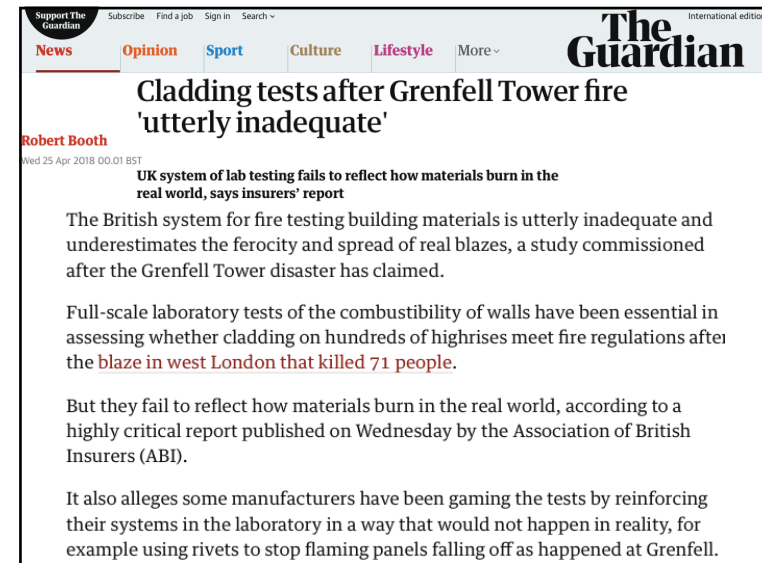 Support The Guardian
Subscribe Find a job Sign in Search
International edition
The Guardian
News Opinion Sport Culture Lifestyle More
Cladding tests after Grenfell Tower fire
'utterly inadequate'
Robert Booth
Wed 25 Apr 2018 00.01 BST
UK system of lab testing fails to reflect how materials burn in the
real world, says insurers' report
The British system for fire testing building materials is utterly inadequate and
underestimates the ferocity and spread of real blazes, a study commissioned
after the Grenfell Tower disaster has claimed.
Full-scale laboratory tests of the combustibility of walls have been essential in
assessing whether cladding on hundreds of highrises meet fire regulations after
the blaze in west London that killed 71 people.
But they fail to reflect how materials burn in the real world, according to a
highly critical report published on Wednesday by the Association of British
Insurers (ABI).
It also alleges some manufacturers have been gaming the tests by reinforcing
their systems in the laboratory in a way that would not happen in reality, for
example using rivets to stop flaming panels falling off as happened at Grenfell.